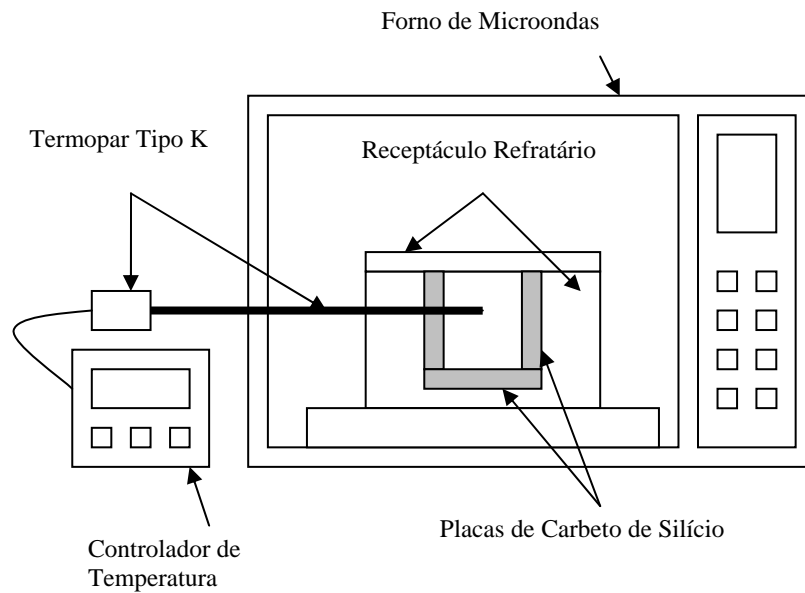 Forno de Microondas
Termopar Tipo K
Receptáculo Refratário
Placas de Carbeto de Silício
Controlador de
Temperatura